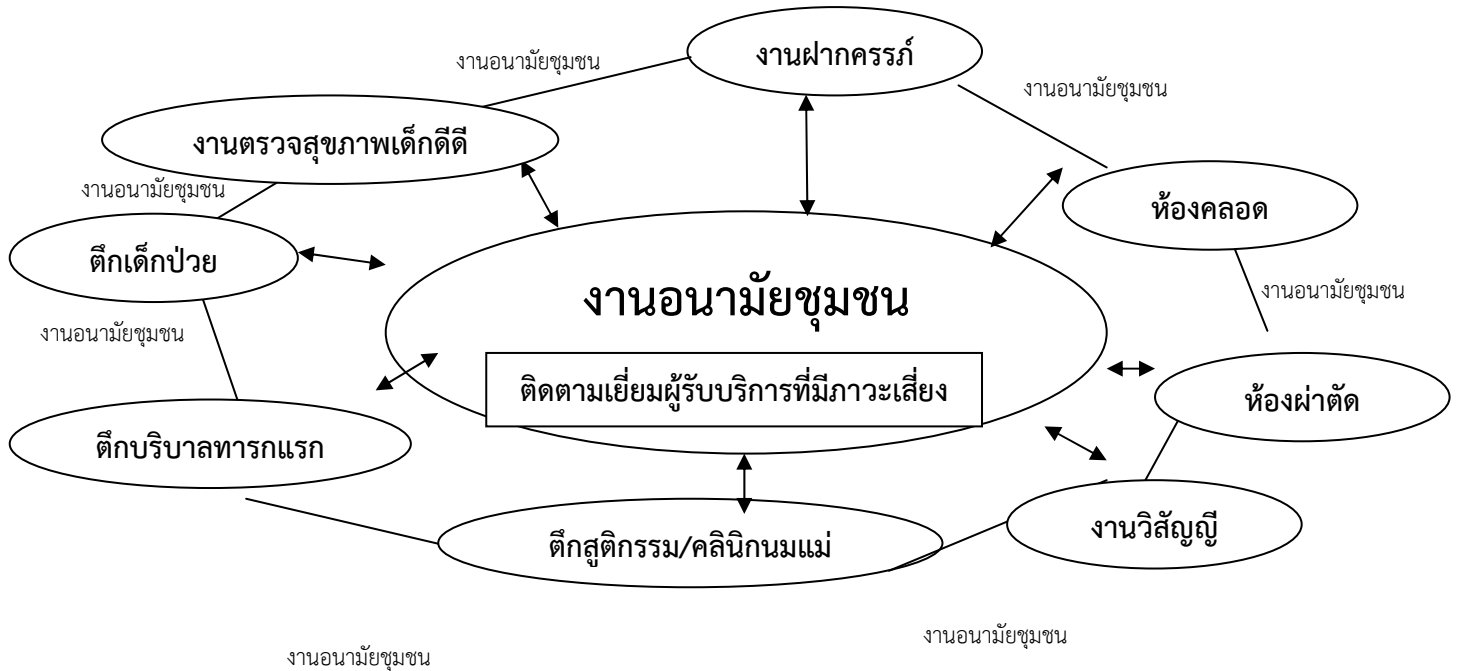 งานฝากครรภ์
งานอนามัยชุมชน
งานอนามัยชุมชน
งานตรวจสุขภาพเด็กดีดี
งานอนามัยชุมชน
ห้องคลอด
ตึกเด็กป่วย
งานอนามัยชุมชน
งานอนามัยชุมชน
งานอนามัยชุมชน
ติดตามเยี่ยมผู้รับบริการที่มีภาวะเสี่ยง
ห้องผ่าตัด
ตึกบริบาลทารกแรก
งานวิสัญญี
ตึกสูติกรรม/คลินิกนมแม่
งานอนามัยชุมชน
งานอนามัยชุมชน